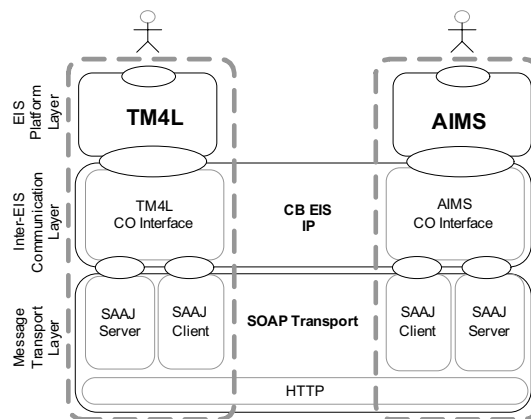 EIS
Platform
Layer
TM4L
AIMS
Inter-EIS
Communication
Layer
TM4L
CO Interface
CB EIS
IP
AIMS
CO Interface
Message
Transport
Layer
SAAJ
Server
SAAJ
Client
SOAP Transport
SAAJ
Client
SAAJ
Server
HTTP